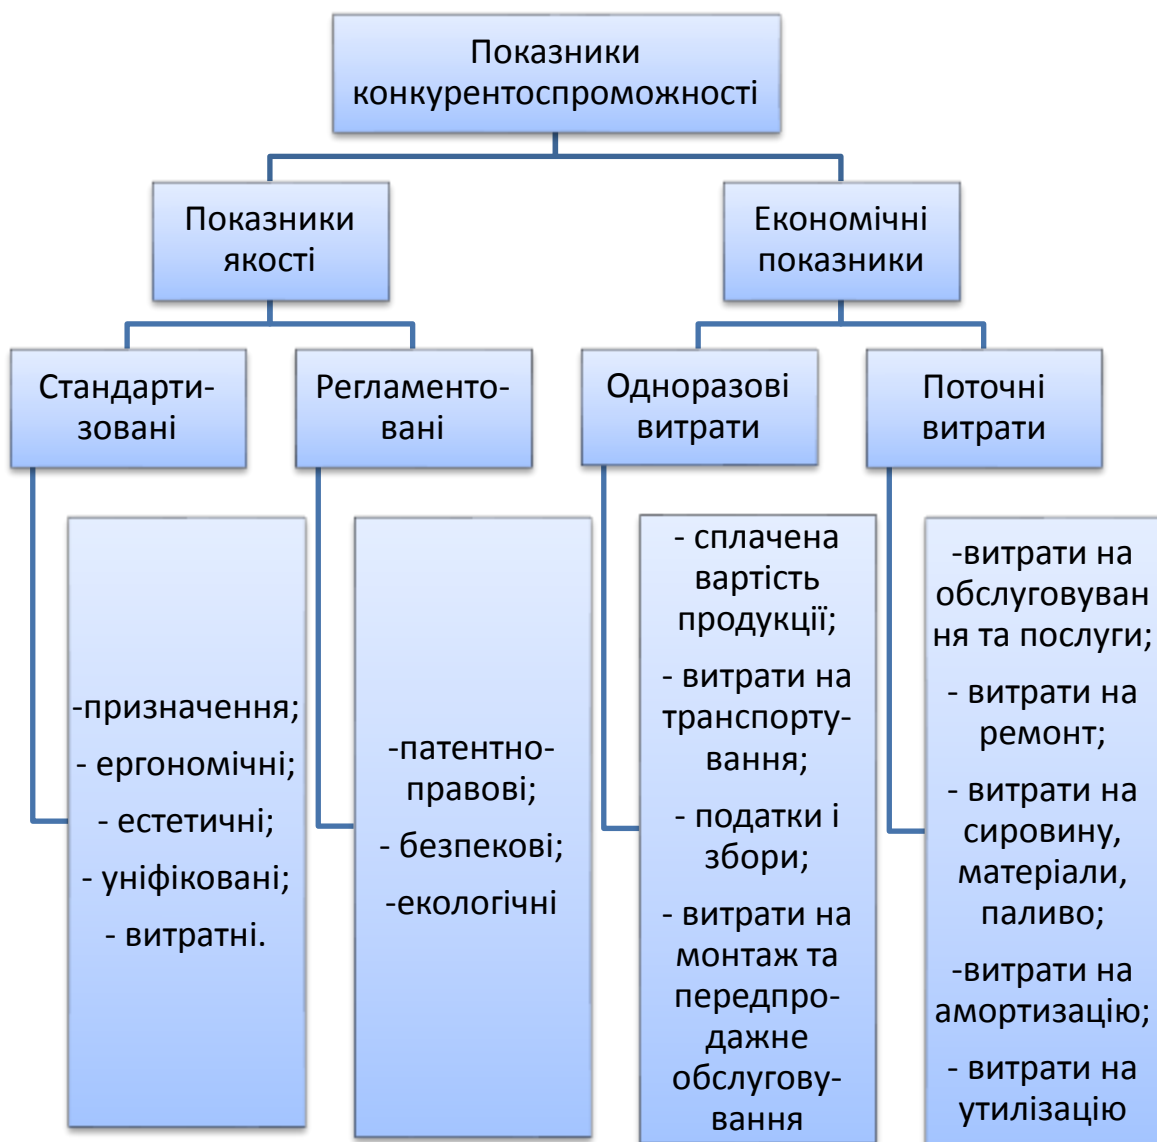 Показники
конкурентоспроможності
Показники
якості
Економічні
показники
Стандарти-
зовані
Регламенто-
вані
Одноразові
витрати
Поточні
витрати
-призначення;
- ергономічні;
- естетичні;
- уніфіковані;
- витратні.
-патентно-
правові;
- безпекові;
-екологічні
- сплачена
вартість
продукції;
- витрати на
транспорту-
вання;
- податки і
збори;
- витрати на
монтаж та
передпро-
дажне
обслугову-
вання
-витрати на
обслуговуван
ня та послуги;
- витрати на
ремонт;
- витрати на
сировину,
матеріали,
паливо;
-витрати на
амортизацію;
- витрати на
утилізацію